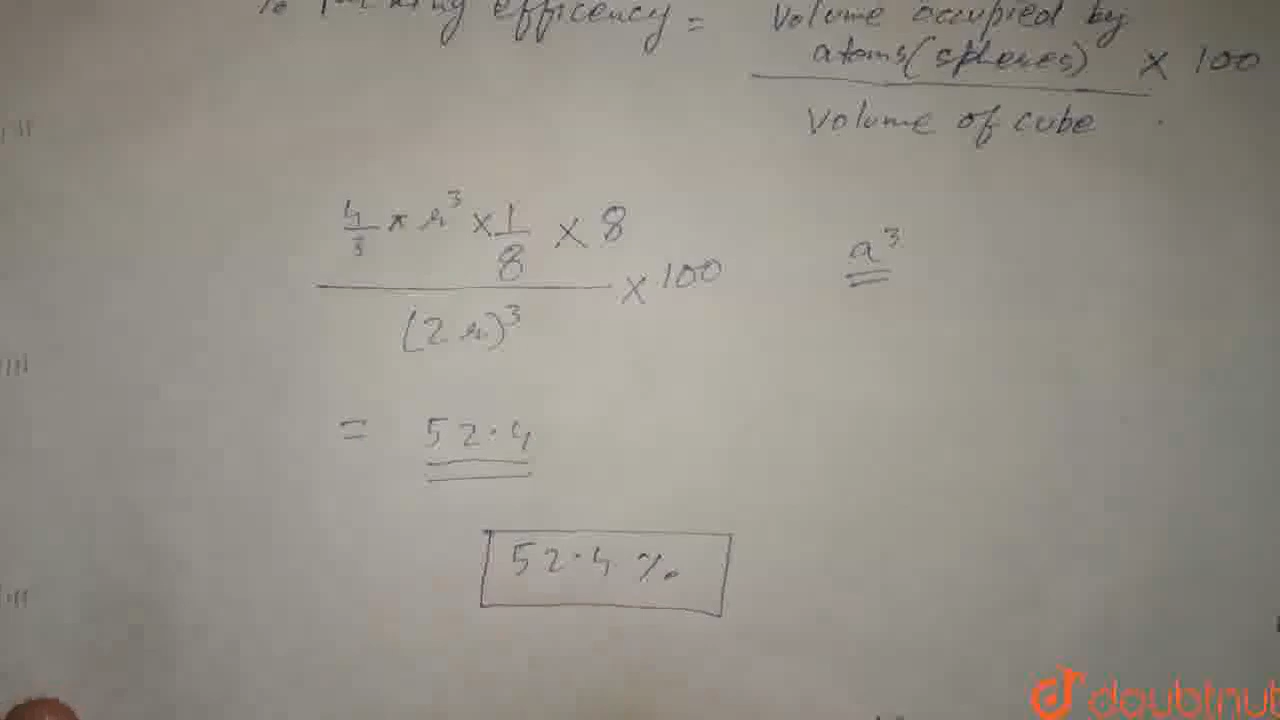 % Packing efficency = Volume occupied by
atoms(spheres) × 100
Volume of cube
4/3 π r³ × 1/8 × 8
(2r)³
× 100
a³
= 52.4
52.4 %
doubtnut